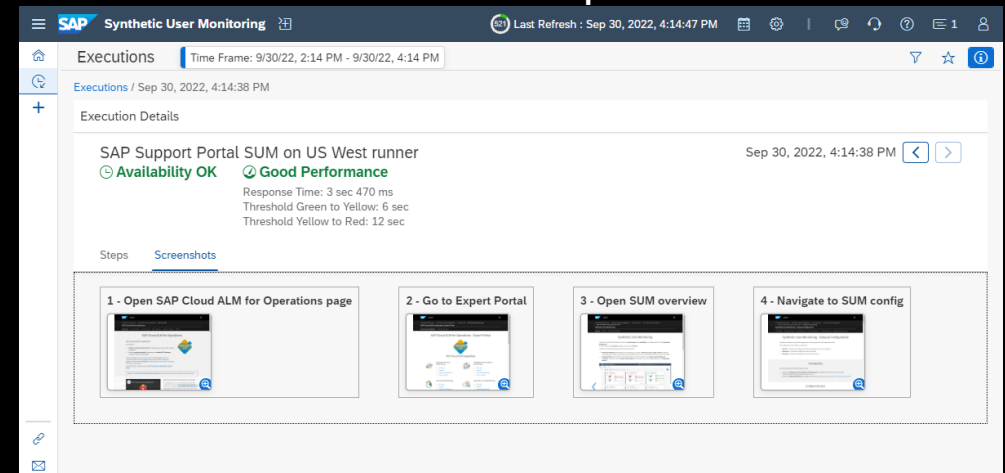 SAP Synthetic User Monitoring
521 Last Refresh : Sep 30, 2022, 4:14:47 PM
1
Executions
Time Frame: 9/30/22, 2:14 PM - 9/30/22, 4:14 PM
Executions / Sep 30, 2022, 4:14:38 PM
Execution Details
SAP Support Portal SUM on US West runner
Sep 30, 2022, 4:14:38 PM
Availability OK
Good Performance
Response Time: 3 sec 470 ms
Threshold Green to Yellow: 6 sec
Threshold Yellow to Red: 12 sec
Steps
Screenshots
1 - Open SAP Cloud ALM for Operations page
2 - Go to Expert Portal
3 - Open SUM overview
4 - Navigate to SUM config